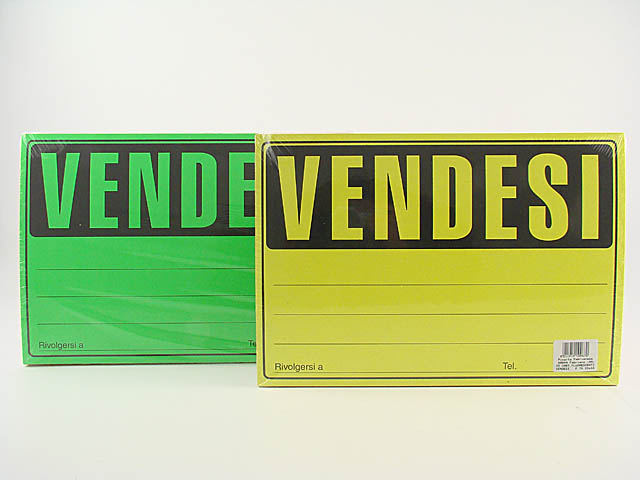 VENDE
Rivolgersi a Te
VENDESI
Rivolgersi a Tel.